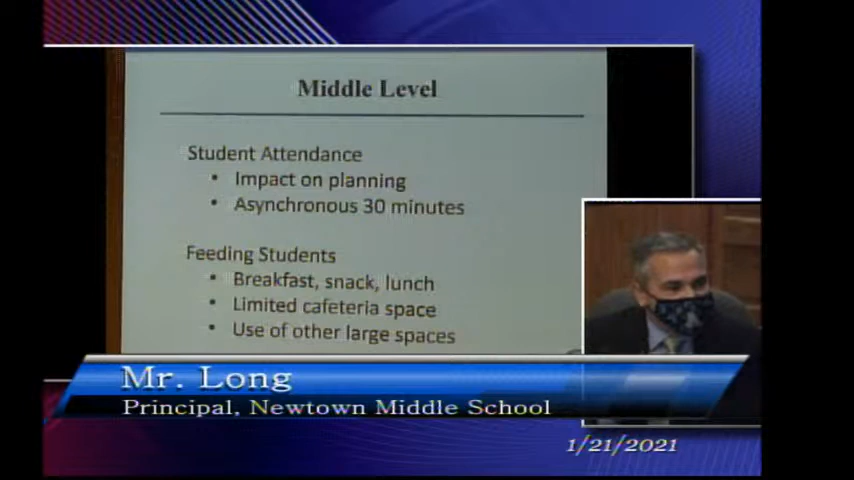 Middle Level
Student Attendance
• Impact on planning
• Asynchronous 30 minutes
Feeding Students
• Breakfast, snack, lunch
• Limited cafeteria space
• Use of other large spaces
Mr. Long
Principal, Newtown Middle School
1/21/2021